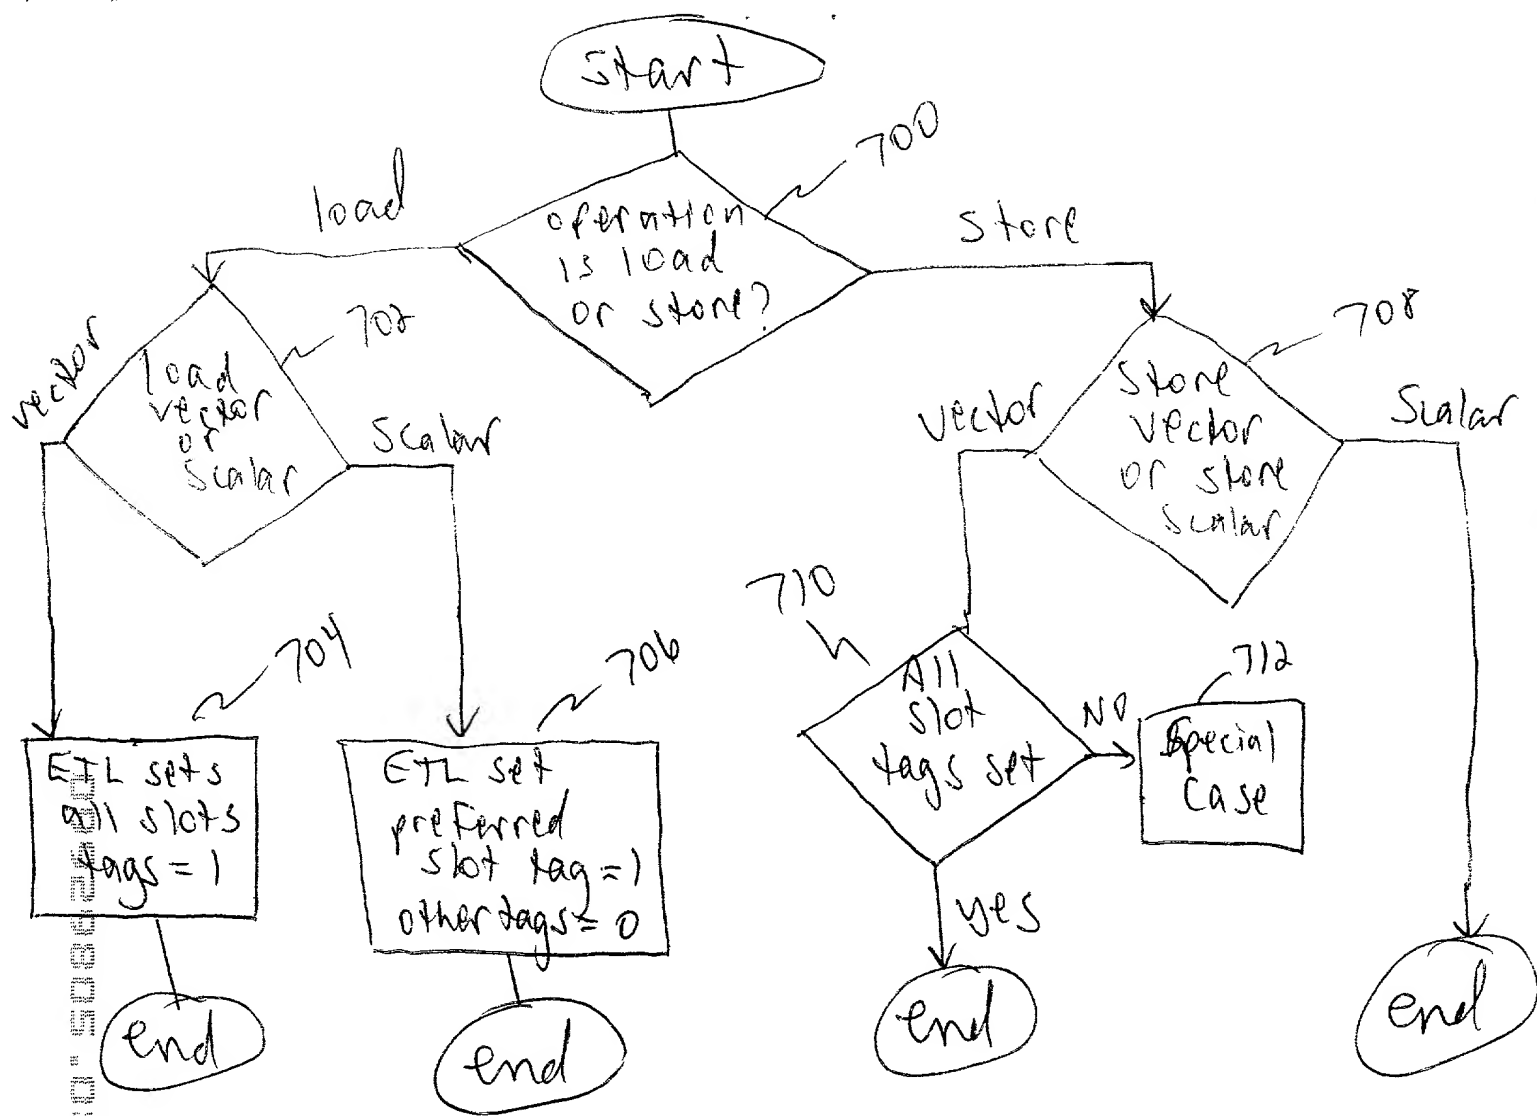 Start
700
operation
is load
or store?
load
Store
702
load
vector
or
Scalar
vector
Scalar
708
Store
vector
or store
scalar
vector
Scalar
704
ETL sets
all slots
tags = 1
end
706
ETL set
preferred
slot tag = 1
other tags = 0
end
710
All
slot
tags set
NO
712
Special
Case
yes
end
end